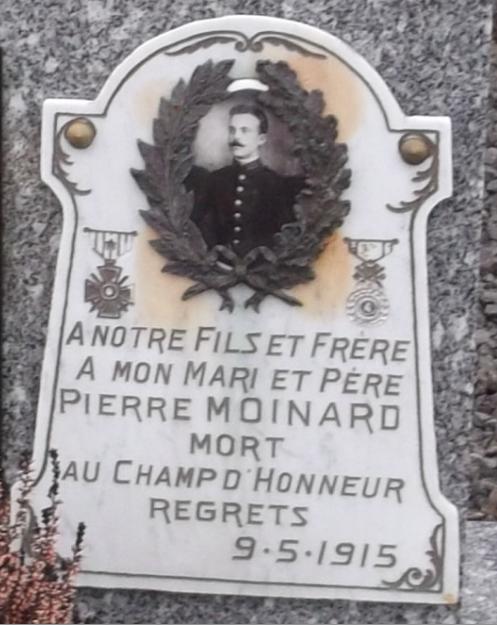 A NOTRE FILS ET FRÈRE
A MON MARI ET PÈRE
PIERRE MOINARD
MORT
AU CHAMP D'HONNEUR
REGRETS
9·5·1915